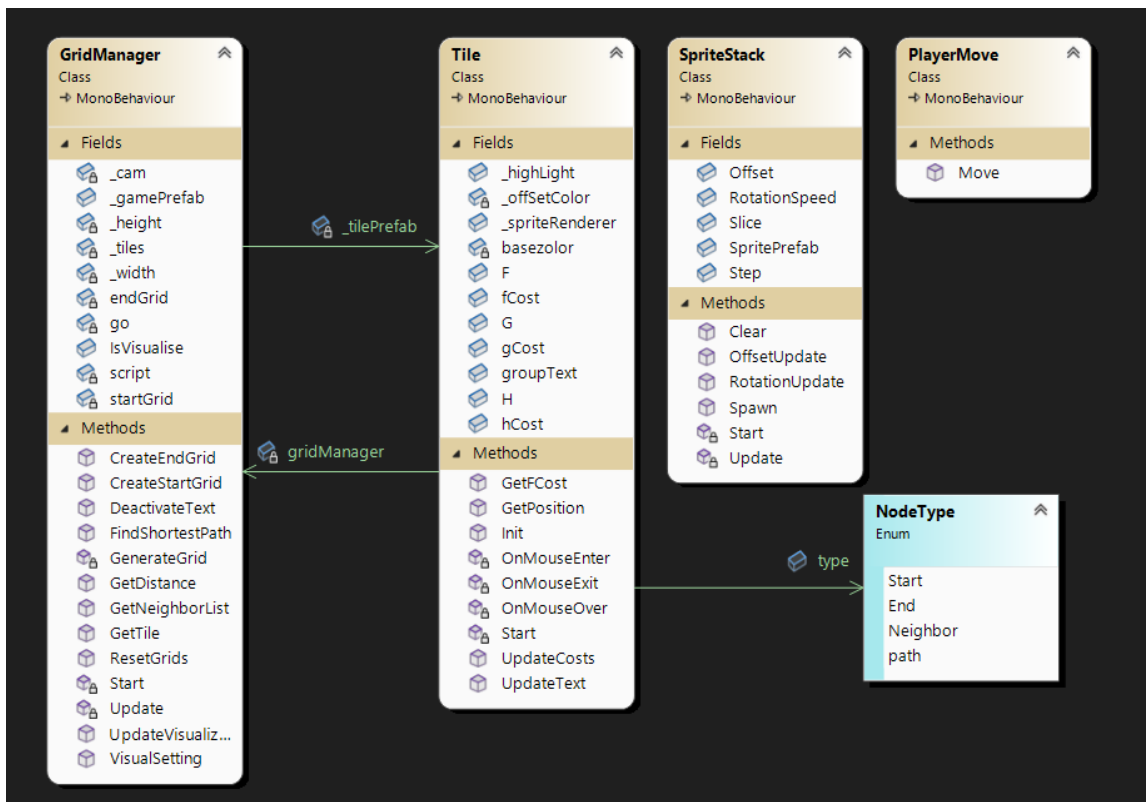 GridManager
Class
MonoBehaviour
Fields
_cam
_gamePrefab
_height
_tiles
_width
endGrid
go
IsVisualise
script
startGrid
Methods
CreateEndGrid
CreateStartGrid
DeactivateText
FindShortestPath
GenerateGrid
GetDistance
GetNeighborList
GetTile
ResetGrids
Start
Update
UpdateVisualiz...
VisualSetting
_tilePrefab
gridManager
Tile
Class
MonoBehaviour
Fields
_highLight
_offSetColor
_spriteRenderer
basezolor
F
fCost
G
gCost
groupText
H
hCost
Methods
GetFCost
GetPosition
Init
OnMouseEnter
OnMouseExit
OnMouseOver
Start
UpdateCosts
UpdateText
SpriteStack
Class
MonoBehaviour
Fields
Offset
RotationSpeed
Slice
SpritePrefab
Step
Methods
Clear
OffsetUpdate
RotationUpdate
Spawn
Start
Update
PlayerMove
Class
MonoBehaviour
Methods
Move
type
NodeType
Enum
Start
End
Neighbor
path